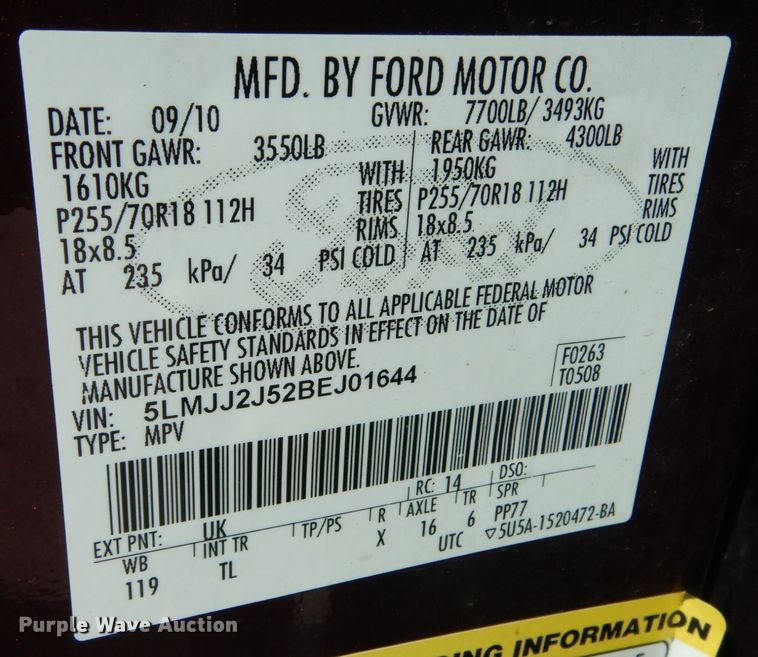 MFD. BY FORD MOTOR CO.
DATE: 09/10 GVWR: 7700LB/ 3493KG
FRONT GAWR: 3550LB REAR GAWR: 4300LB
1610KG WITH 1950KG WITH
P255/70R18 112H TIRES P255/70R18 112H TIRES
18x8.5 RIMS 18x8.5 RIMS
AT 235 kPa/ 34 PSI COLD AT 235 kPa/ 34 PSI COLD
THIS VEHICLE CONFORMS TO ALL APPLICABLE FEDERAL MOTOR
VEHICLE SAFETY STANDARDS IN EFFECT ON THE DATE OF
MANUFACTURE SHOWN ABOVE.
F0263
T0508
VIN: 5LMJJ2J52BEJ01644
TYPE: MPV
EXT PNT: UK RC: 14 DSO:
WB INT TR TP/PS R AXLE TR SPR
119 TL X 16 6 PP77
UTC ▽5U5A-1520472-BA
INFORMATION
Purple Wave Auction